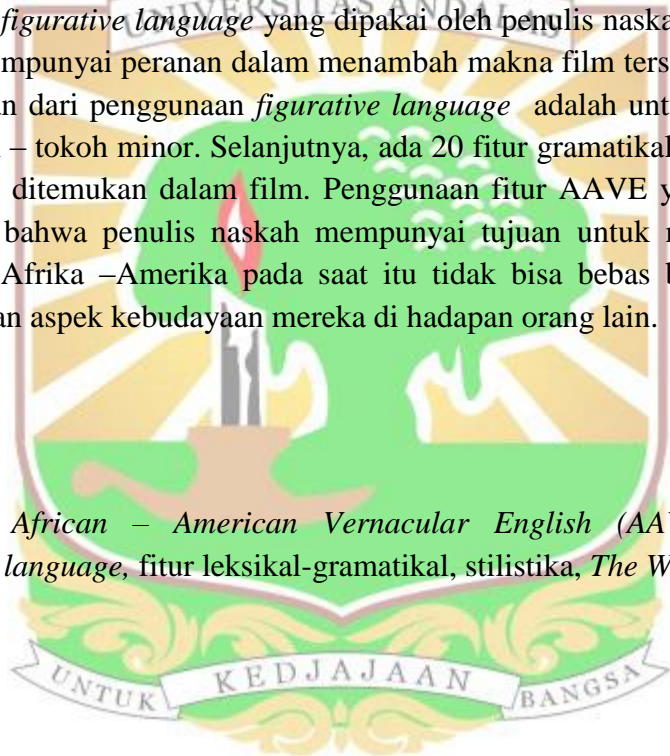 UNIVERSITAS ANDALAS
figurative language yang dipakai oleh penulis naska
mpunyai peranan dalam menambah makna film ters
n dari penggunaan figurative language adalah unt
– tokoh minor. Selanjutnya, ada 20 fitur gramatikal
ditemukan dalam film. Penggunaan fitur AAVE y
bahwa penulis naskah mempunyai tujuan untuk
Afrika –Amerika pada saat itu tidak bisa bebas b
an aspek kebudayaan mereka di hadapan orang lain.
African – American Vernacular English (AAV
language, fitur leksikal-gramatikal, stilistika, The W
UNTUK KEDJAJAAN BANGSA